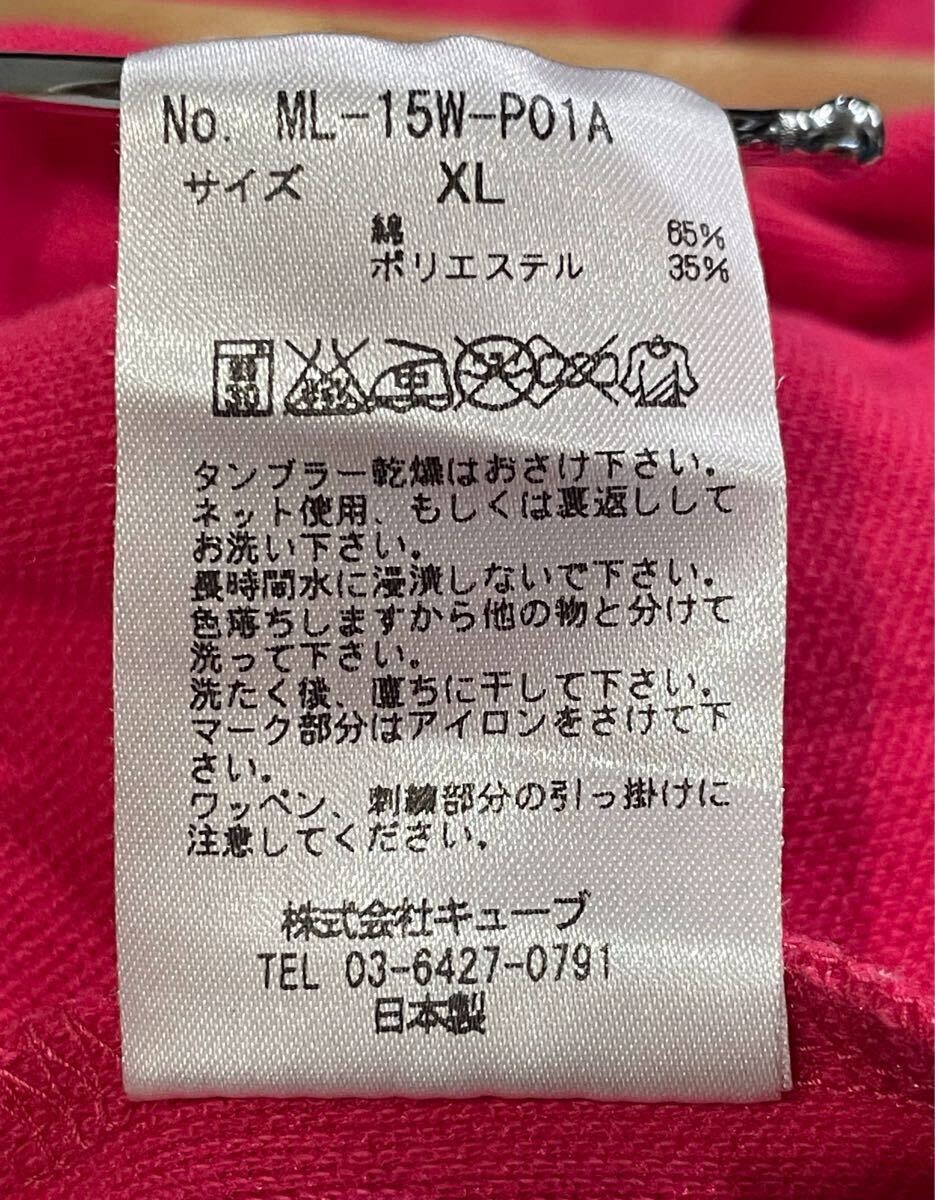 No. ML-15W-P01A
サイズ XL
綿 65%
ポリエステル 35%
中
タンブラー乾燥はおさけ下さい。
ネット使用、もしくは裏返しして
お洗い下さい。
長時間水に浸漬しないで下さい。
色落ちしますから他の物と分けて
洗って下さい。
洗たく後、直ちに干して下さい。
マーク部分はアイロンをさけて下
さい。
ワッペン、刺繍部分の引っ掛けに
注意してください。
株式会社キューブ
TEL 03-6427-0791
日本製